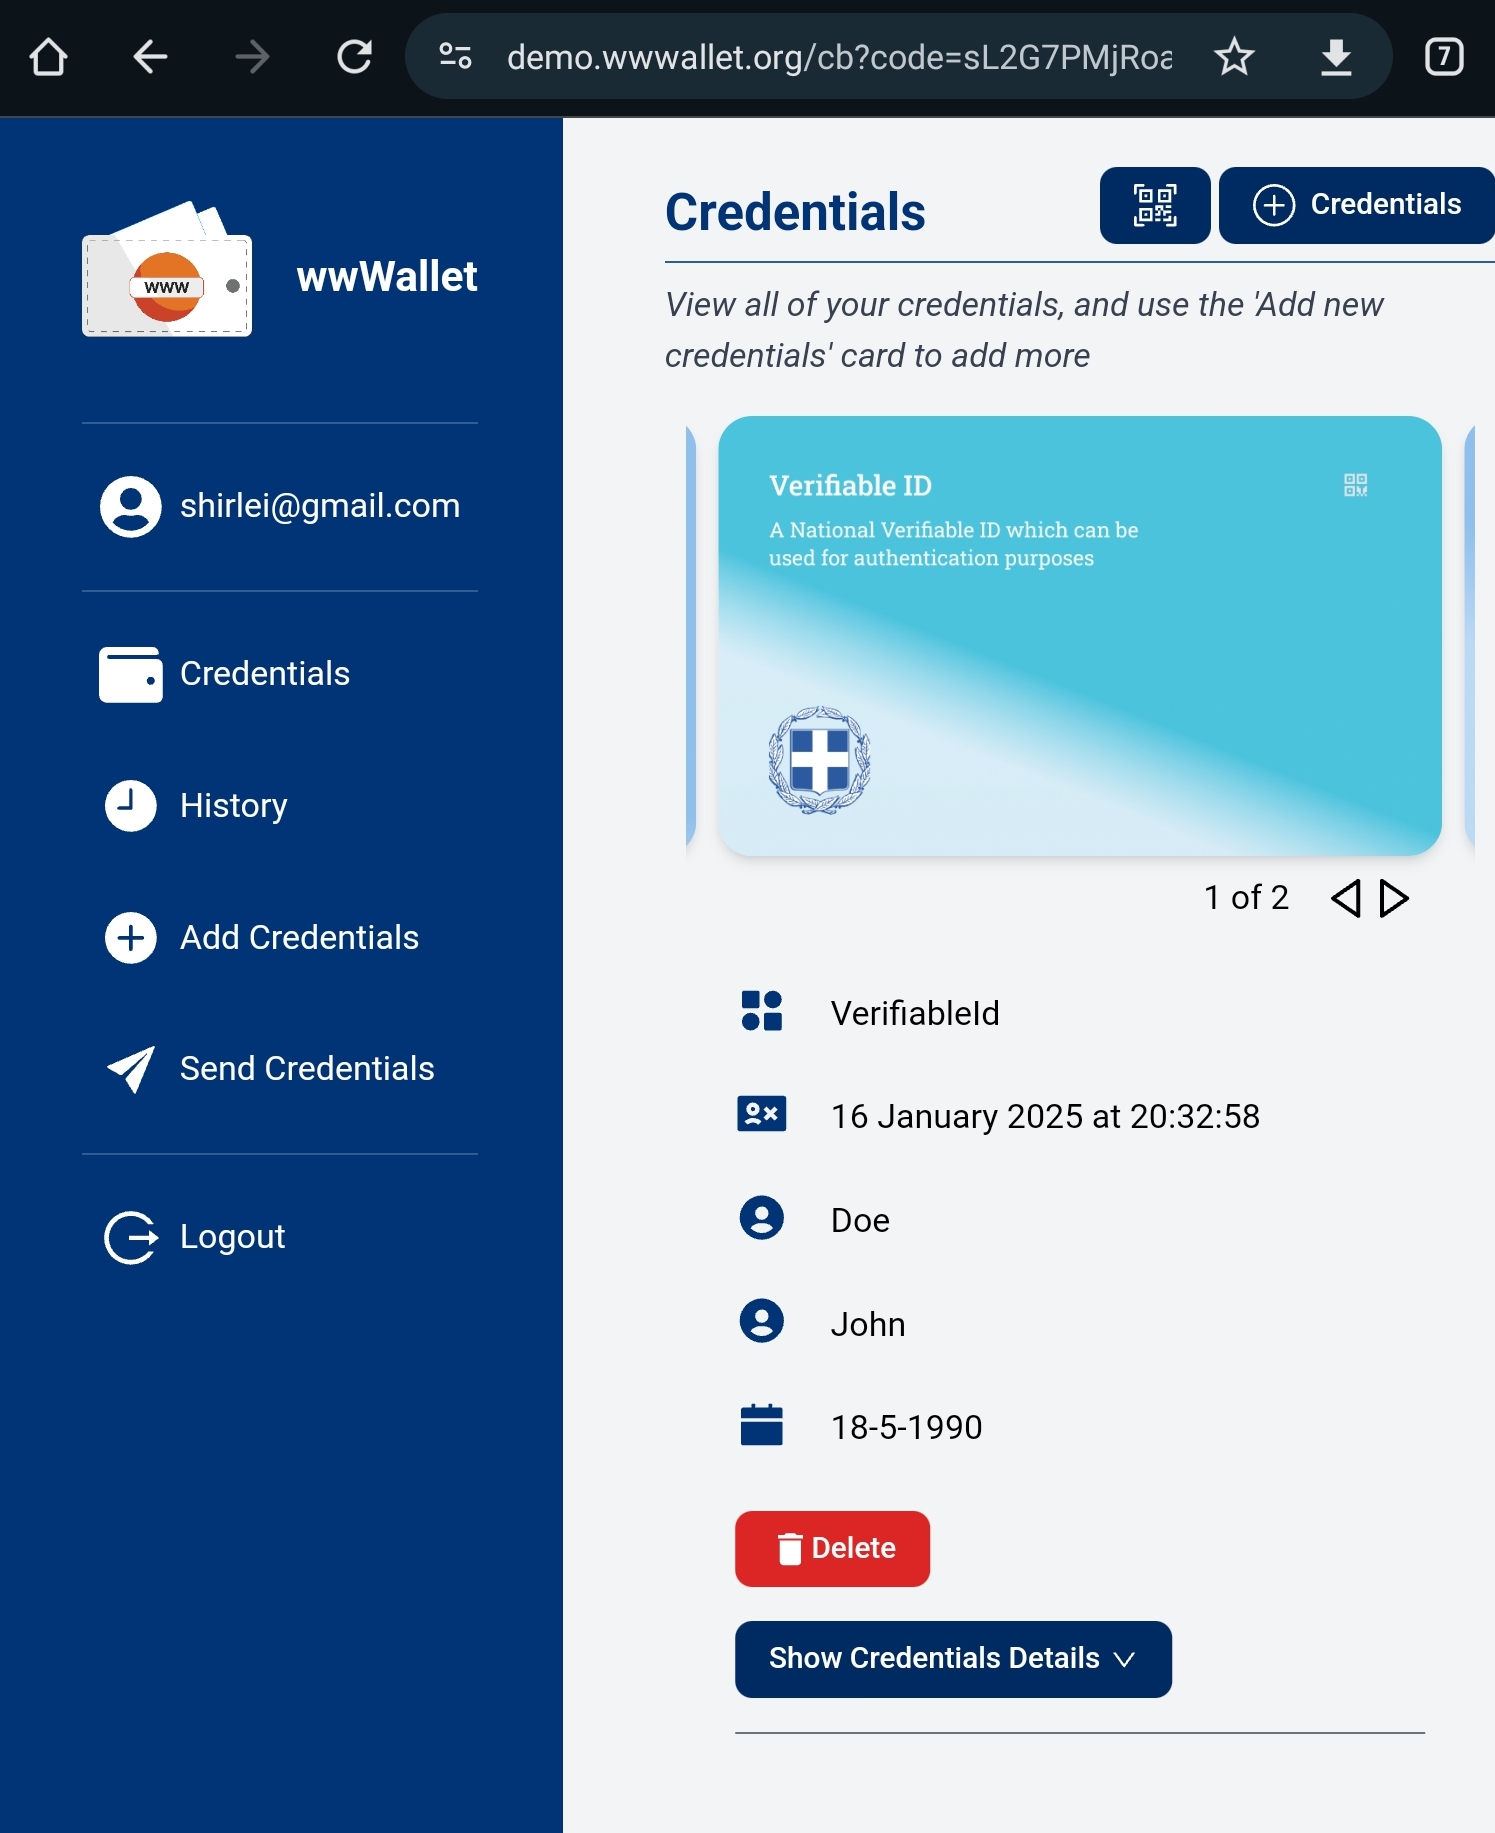 demo.wwwallet.org/cb?code=sL2G7PMjRoa
7
www
wwWallet
shirlei@gmail.com
Credentials
History
Add Credentials
Send Credentials
Logout
Credentials
Credentials
View all of your credentials, and use the 'Add new
credentials' card to add more
Verifiable ID
A National Verifiable ID which can be
used for authentication purposes
1 of 2
VerifiableId
16 January 2025 at 20:32:58
Doe
John
18-5-1990
Delete
Show Credentials Details